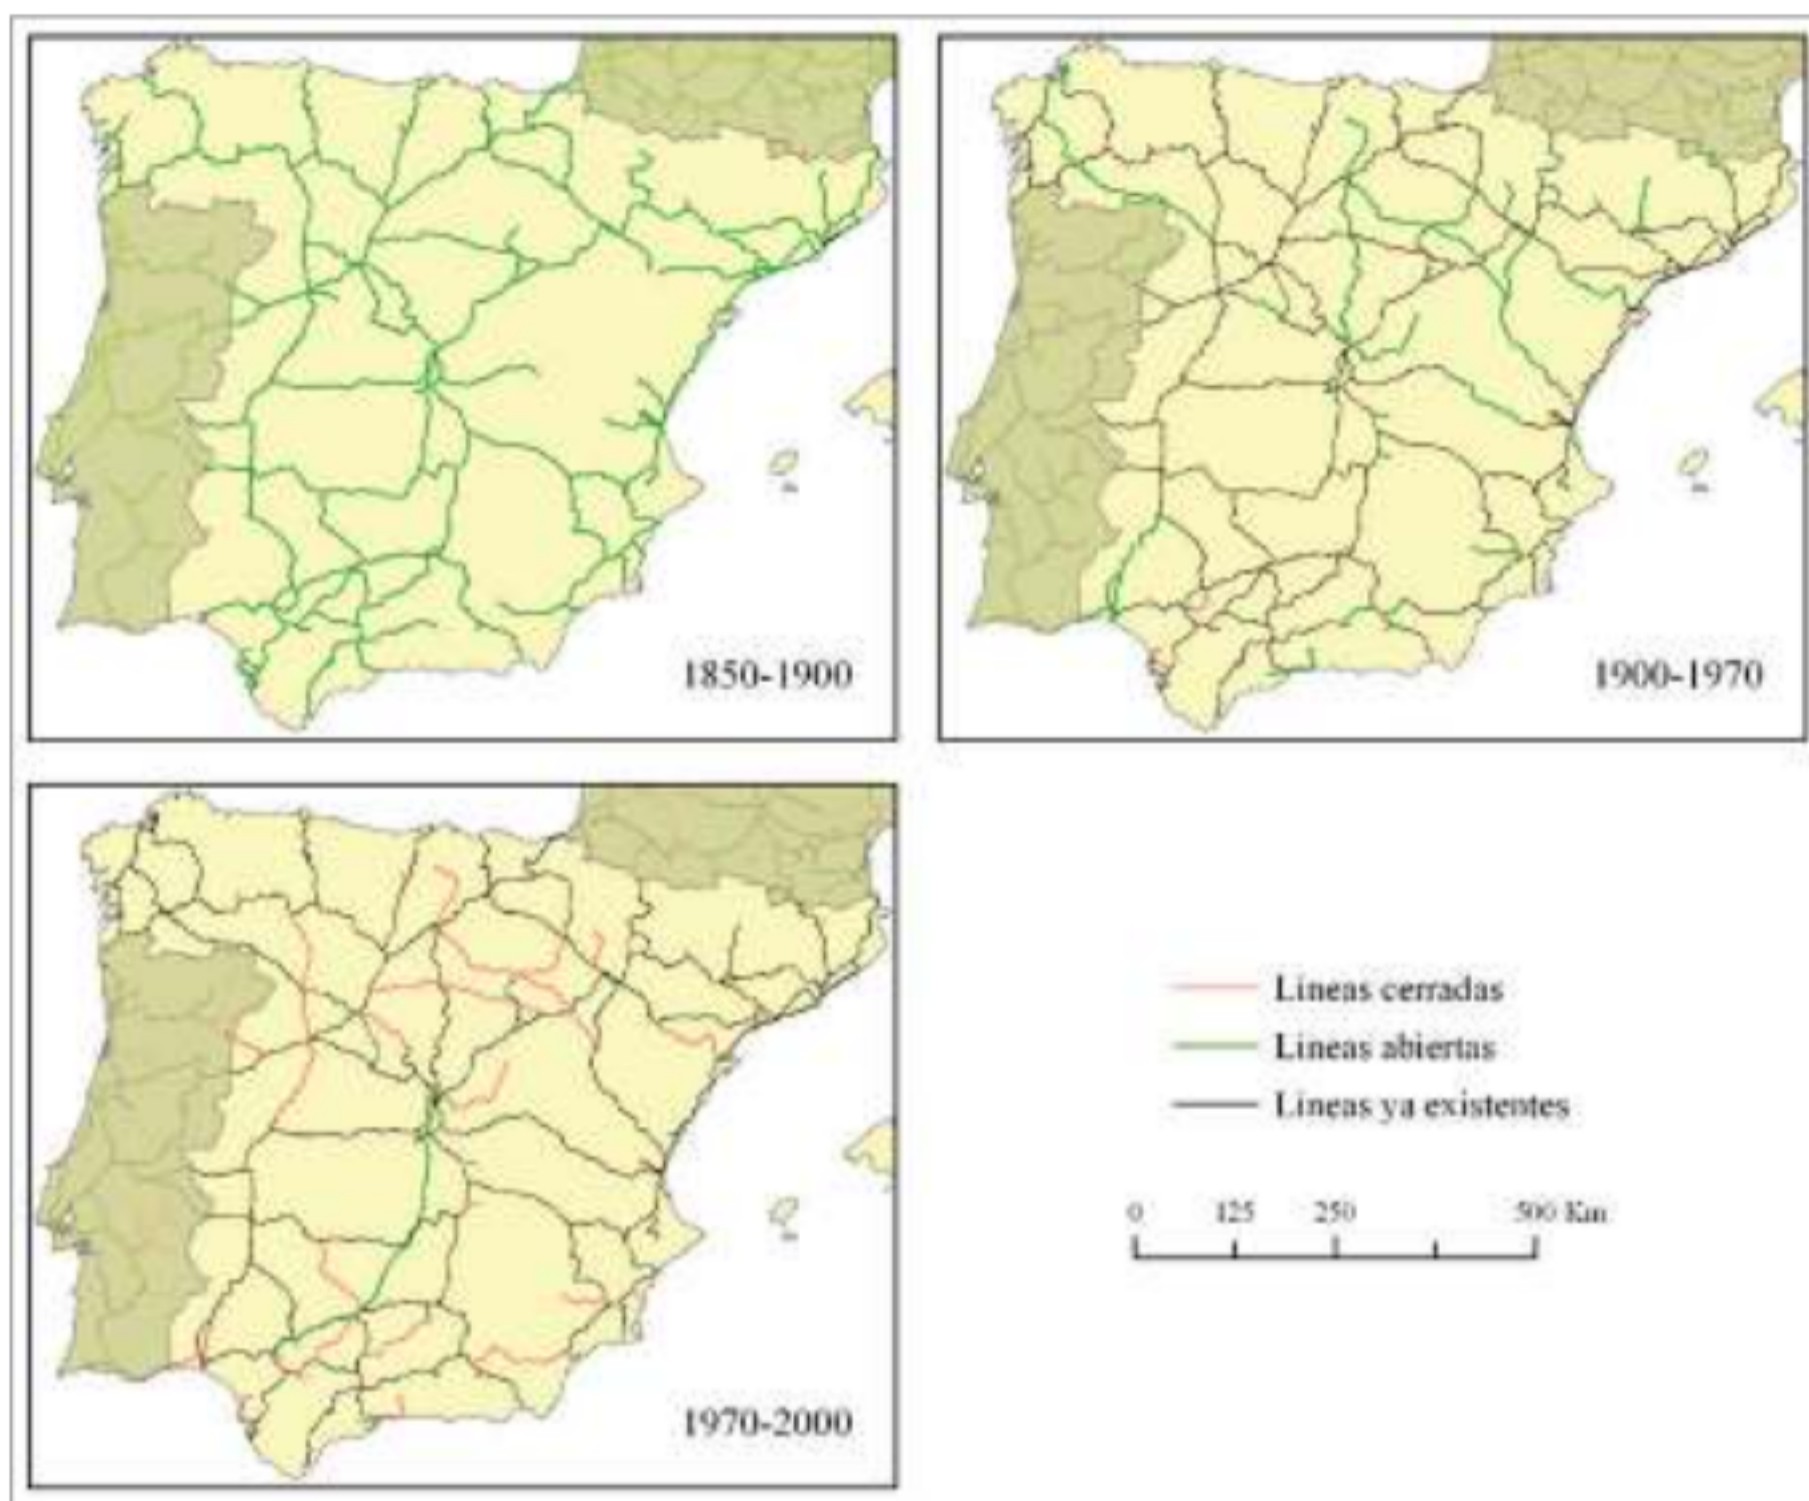 1850-1900
1900-1970
1970-2000
Lineas cerradas
Lineas abiertas
Lineas ya existentes
0 125 250 500 Km